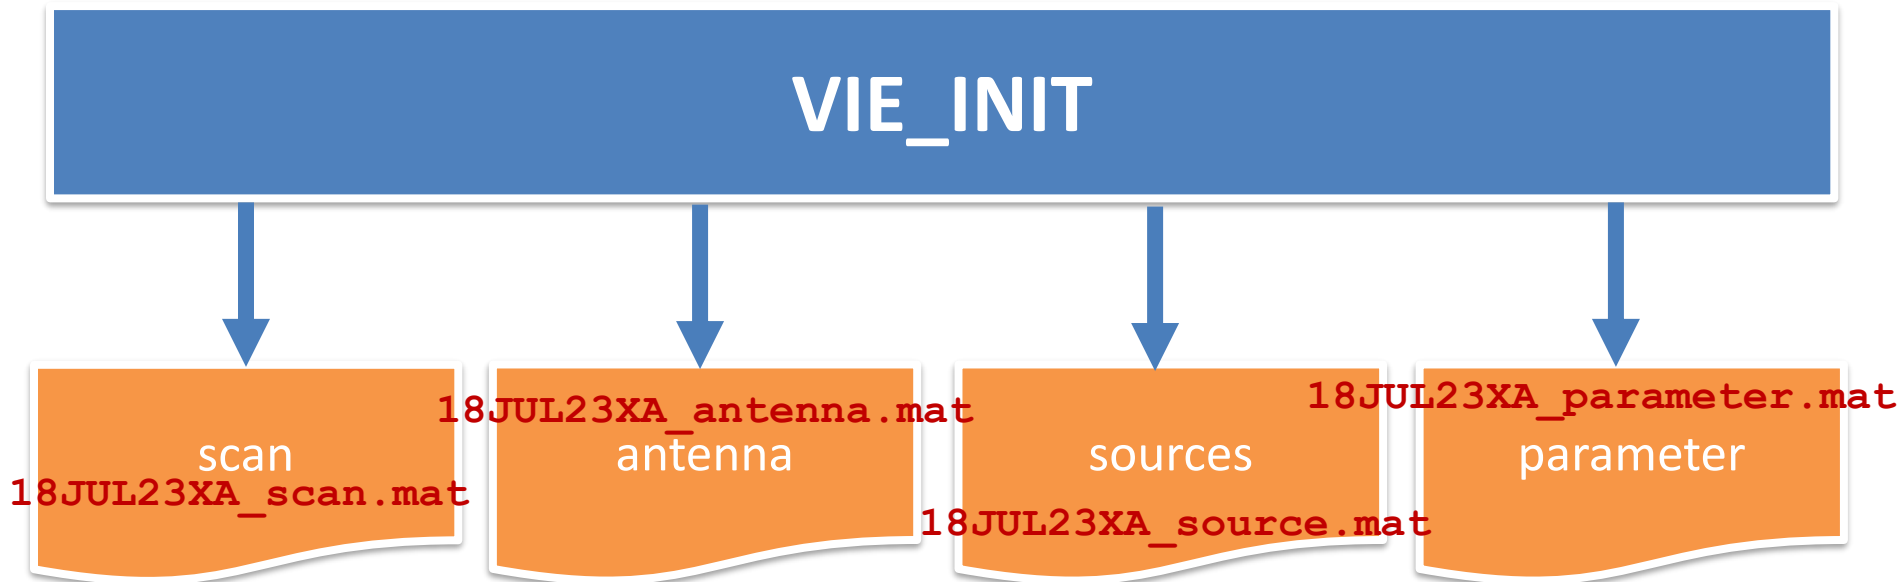 VIE_INIT
scan
18JUL23XA_scan.mat
18JUL23XA_antenna.mat
antenna
sources
18JUL23XA_source.mat
18JUL23XA_parameter.mat
parameter